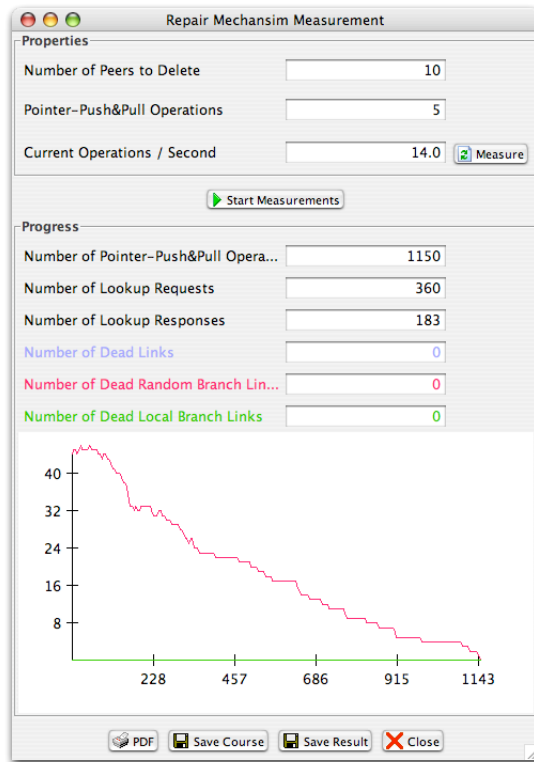 Repair Mechansim Measurement
Properties
Number of Peers to Delete 10
Pointer-Push&Pull Operations 5
Current Operations / Second 14.0 Measure
Start Measurements
Progress
Number of Pointer-Push&Pull Opera... 1150
Number of Lookup Requests 360
Number of Lookup Responses 183
Number of Dead Links 0
Number of Dead Random Branch Lin... 0
Number of Dead Local Branch Links 0
40
32
24
16
8
228 457 686 915 1143
PDF Save Course Save Result Close